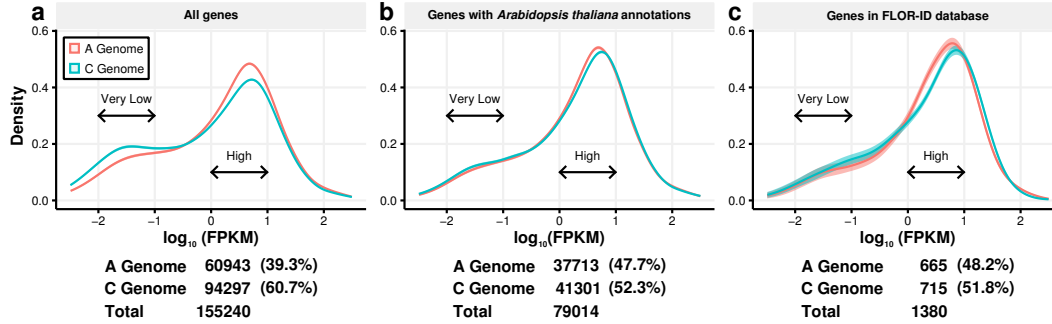 a
All genes
Density
0.6
0.4
0.2
0.0
A Genome
C Genome
Very Low
High
−2
−1
0
1
2
log10 (FPKM)
A Genome 60943 (39.3%)
C Genome 94297 (60.7%)
Total 155240
b
Genes with Arabidopsis thaliana annotations
0.6
0.4
0.2
0.0
Very Low
High
−2
−1
0
1
2
log10 (FPKM)
A Genome 37713 (47.7%)
C Genome 41301 (52.3%)
Total 79014
c
Genes in FLOR-ID database
0.6
0.4
0.2
0.0
Very Low
High
−2
−1
0
1
2
log10 (FPKM)
A Genome 665 (48.2%)
C Genome 715 (51.8%)
Total 1380